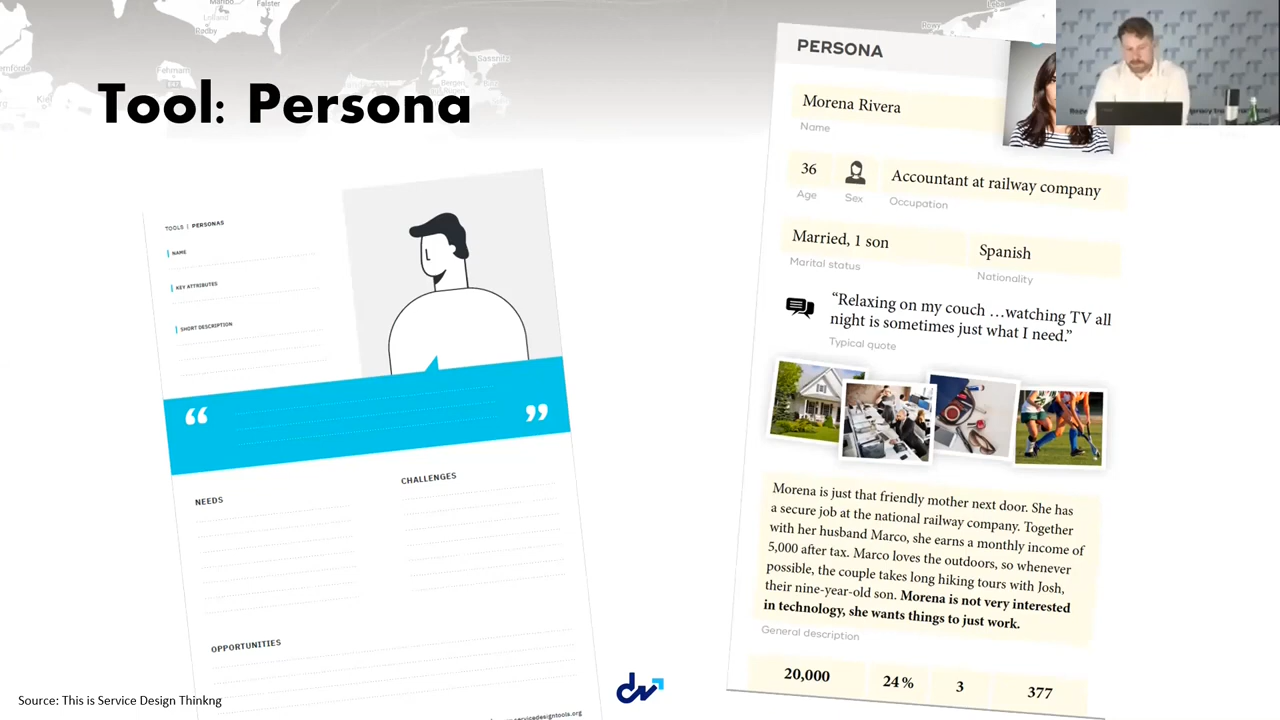 Tool: Persona
TOOLS | PERSONAS
NAME
KEY ATTRIBUTES
SHORT DESCRIPTION
“
”
NEEDS
CHALLENGES
OPPORTUNITIES
servicedesigntools.org
Source: This is Service Design Thinkng
PERSONA
Morena Rivera
Name
36
Age
Sex
Accountant at railway company
Occupation
Married, 1 son
Marital status
Spanish
Nationality
“Relaxing on my couch …watching TV all
night is sometimes just what I need.”
Typical quote
Morena is just that friendly mother next door. She has
a secure job at the national railway company. Together
with her husband Marco, she earns a monthly income of
5,000 after tax. Marco loves the outdoors, so whenever
possible, the couple takes long hiking tours with Josh,
their nine-year-old son. Morena is not very interested
in technology, she wants things to just work.
General description
20,000
24%
3
377
Rødby
Falster
Fehmarn
Sassnitz